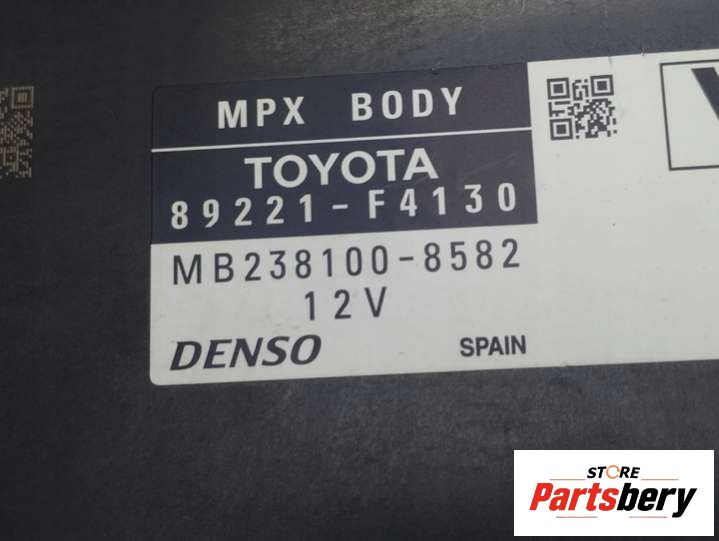 MPX BODY
TOYOTA
89221-F4130
MB238100-8582
12V
DENSO SPAIN
STORE
Partsbery